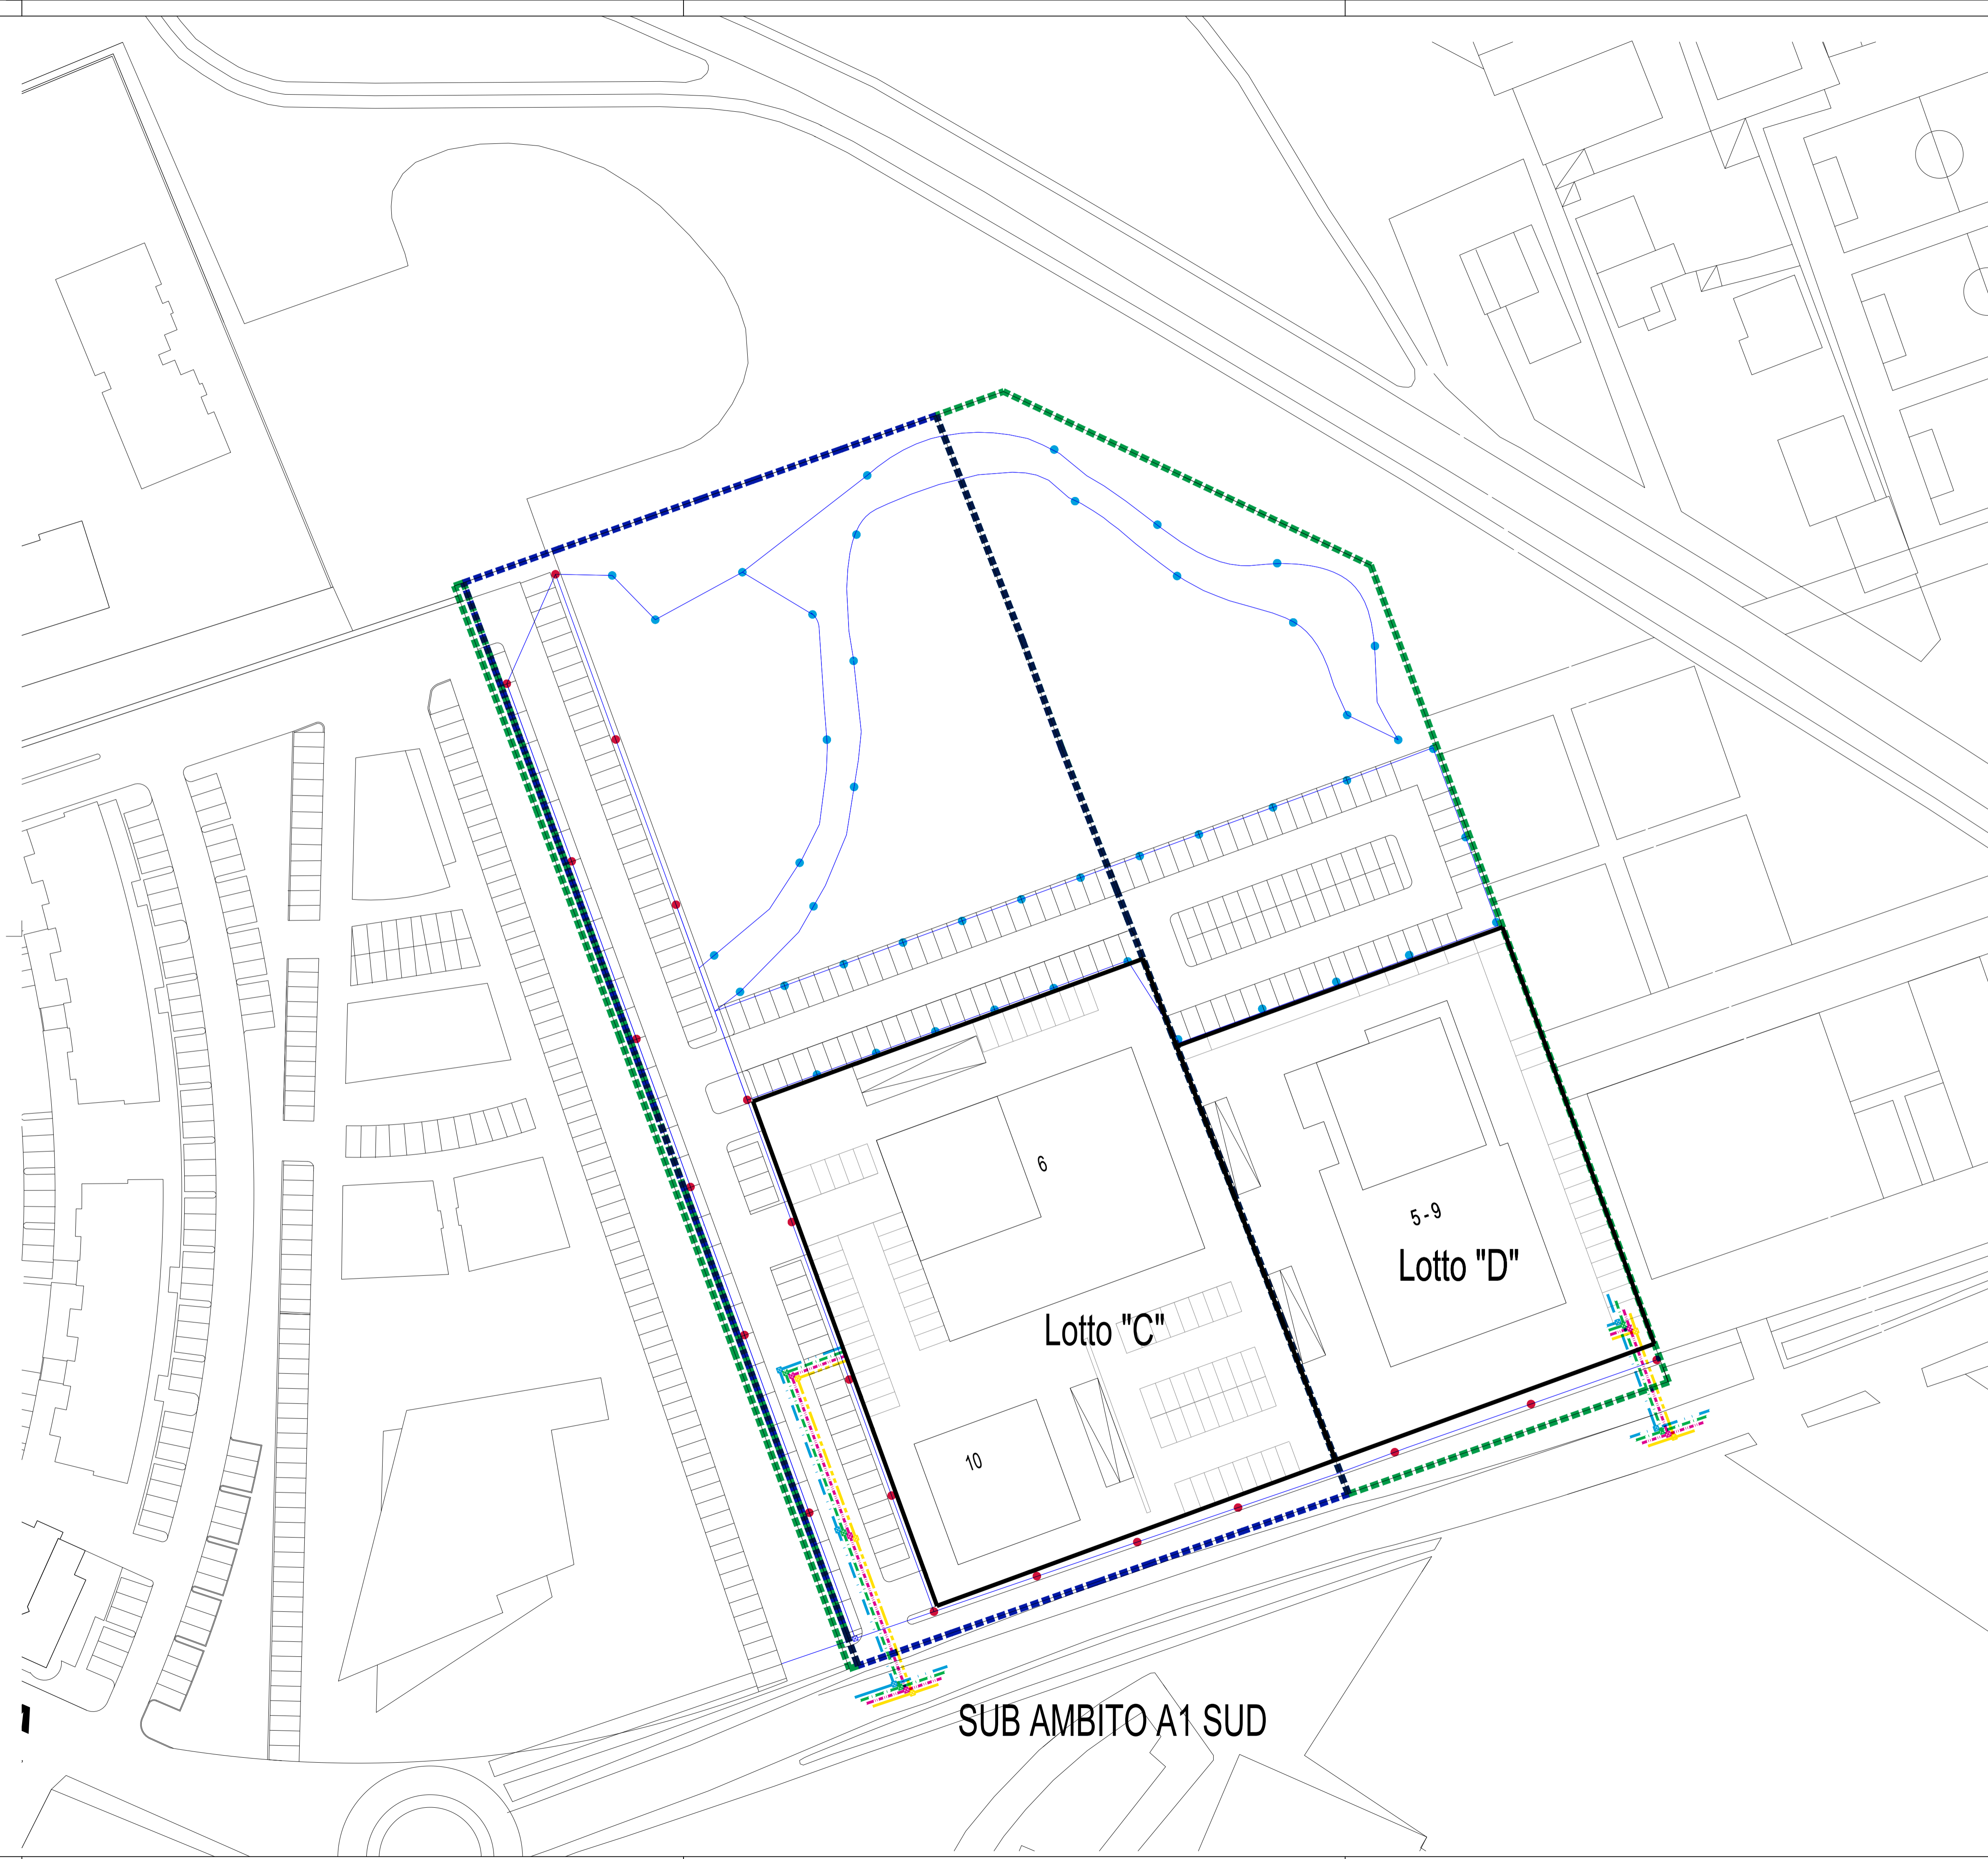 6
5 - 9
Lotto "D"
Lotto "C"
10
SUB AMBITO A1 SUD